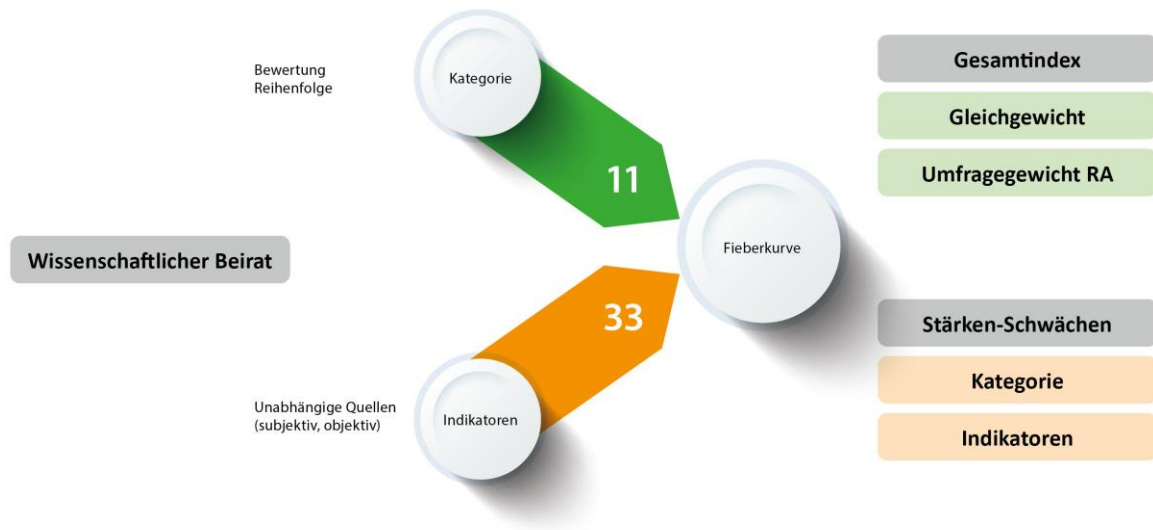 Wissenschaftlicher Beirat
Bewertung
Reihenfolge
Kategorie
11
Unabhängige Quellen
(subjektiv, objektiv)
Indikatoren
33
Fieberkurve
Gesamtindex
Gleichgewicht
Umfragegewicht RA
Stärken-Schwächen
Kategorie
Indikatoren